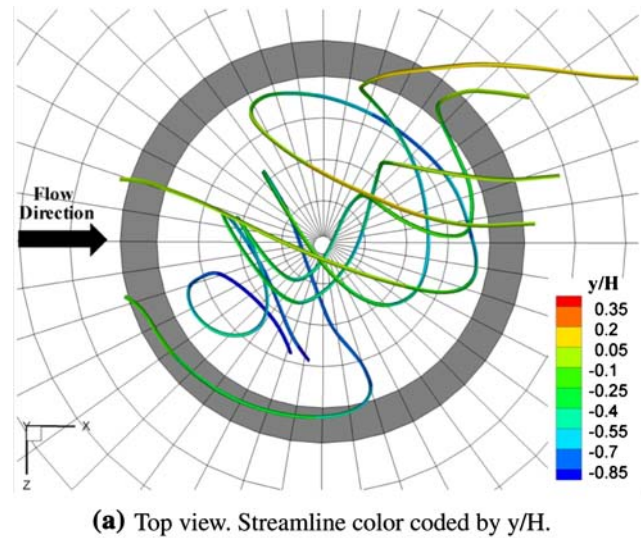 Flow
Direction
y/H
0.35
0.2
0.05
-0.1
-0.25
-0.4
-0.55
-0.7
-0.85
Y
X
Z
(a) Top view. Streamline color coded by y/H.